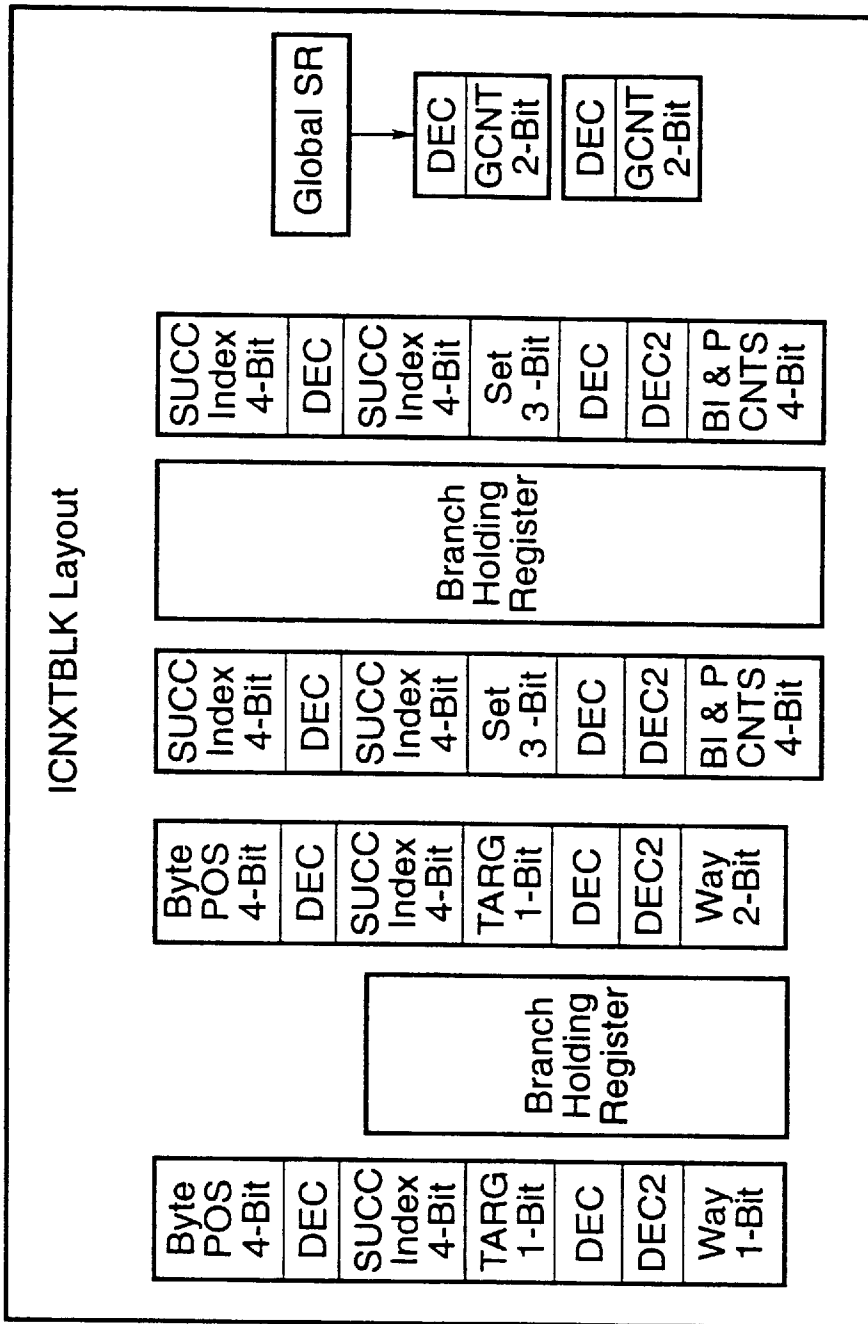 ICNXTBLK Layout
Byte
POS
4-Bit
DEC
SUCC
Index
4-Bit
TARG
1-Bit
DEC
DEC2
Way
1-Bit
Branch
Holding
Register
Byte
POS
4-Bit
DEC
SUCC
Index
4-Bit
TARG
1-Bit
DEC
DEC2
Way
2-Bit
SUCC
Index
4-Bit
DEC
SUCC
Index
4-Bit
Set
3 -Bit
DEC
DEC2
BI & P
CNTS
4-Bit
Branch
Holding
Register
SUCC
Index
4-Bit
DEC
SUCC
Index
4-Bit
Set
3 -Bit
DEC
DEC2
BI & P
CNTS
4-Bit
Global SR
DEC
GCNT
2-Bit
DEC
GCNT
2-Bit